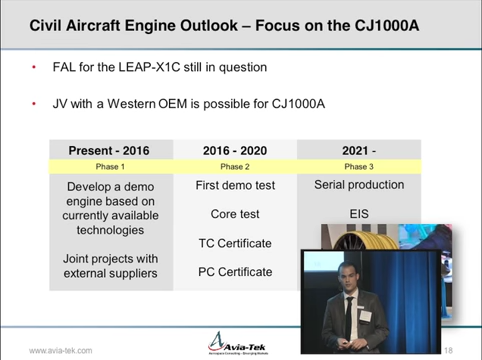 Civil Aircraft Engine Outlook – Focus on the CJ1000A
• FAL for the LEAP-X1C still in question
• JV with a Western OEM is possible for CJ1000A
Present - 2016
2016 - 2020
2021 -
Phase 1
Phase 2
Phase 3
Develop a demo
engine based on
currently available
technologies
Joint projects with
external suppliers
First demo test
Core test
TC Certificate
PC Certificate
Serial production
EIS
www.avia-tek.com
Avia-Tek
18